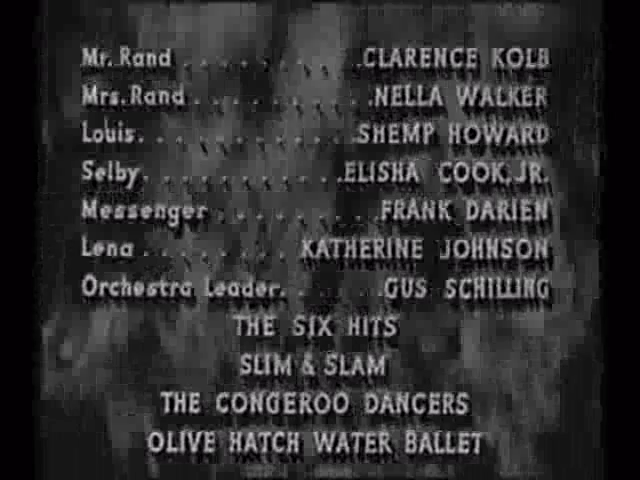 Mr. Rand . . . . . . . . . . CLARENCE KOLB
Mrs. Rand . . . . . . . . . . NELLA WALKER
Louis. . . . . . . . . . . . SHEMP HOWARD
Selby. . . . . . . . . . . ELISHA COOK, JR.
Messenger . . . . . . . . FRANK DARIEN
Lena . . . . . . . . KATHERINE JOHNSON
Orchestra Leader. . . . . GUS SCHILLING
THE SIX HITS
SLIM & SLAM
THE CONGEROO DANCERS
OLIVE HATCH WATER BALLET